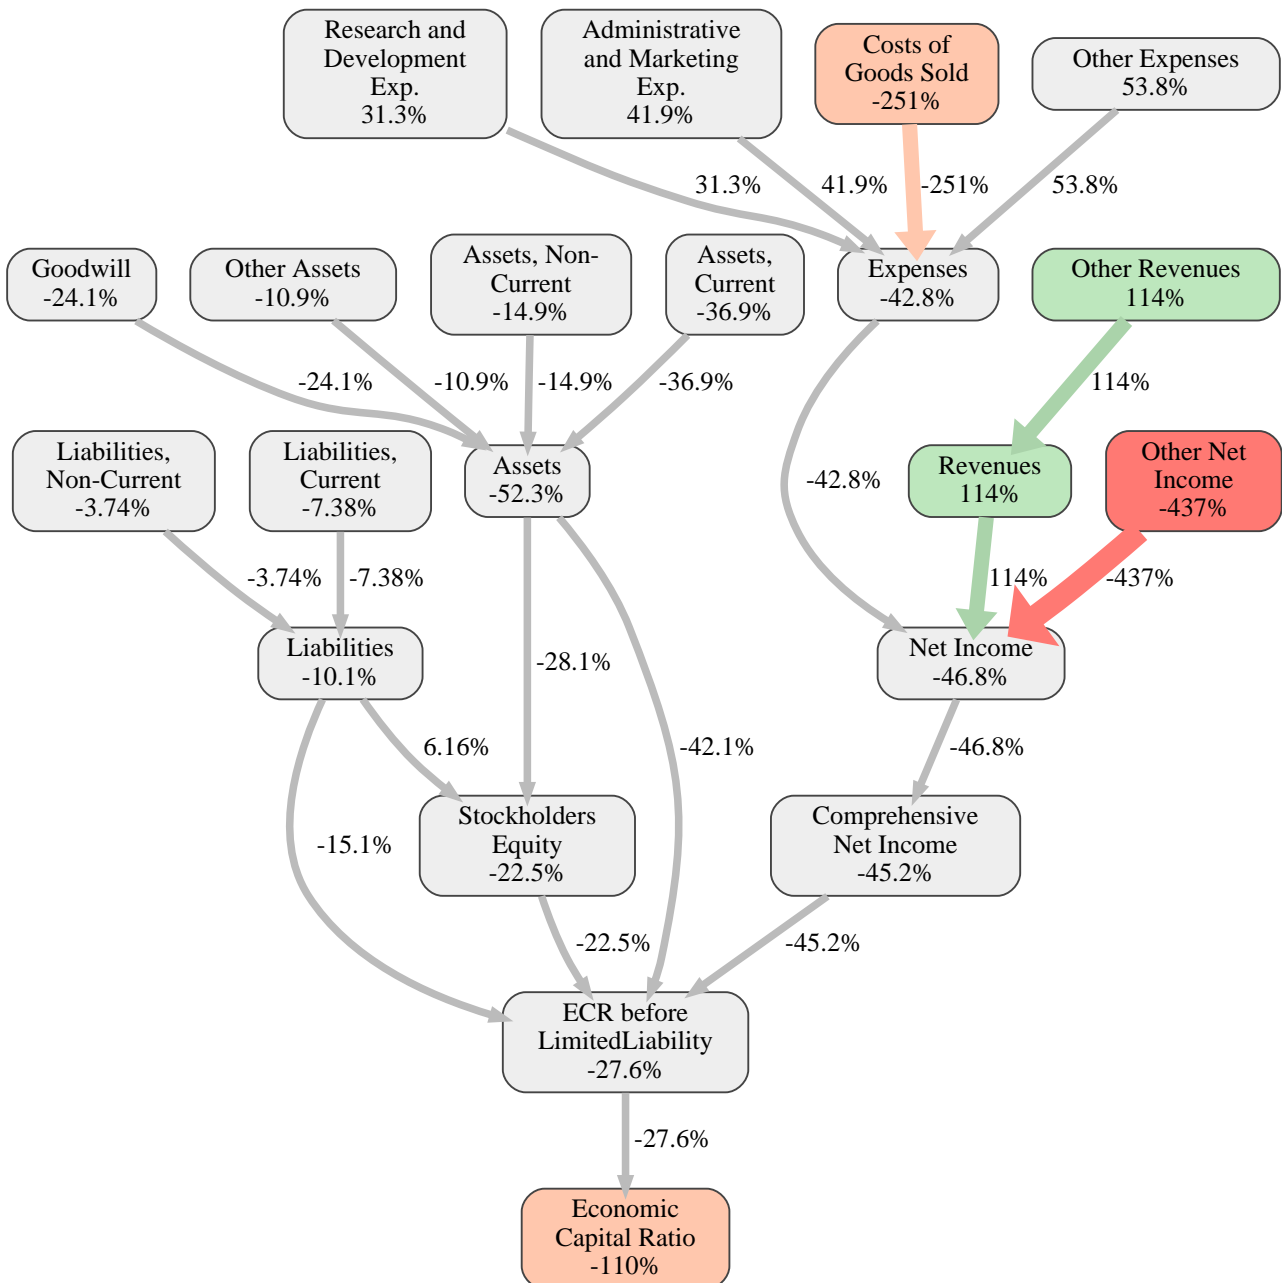 Research and
Development
Exp.
31.3%
Administrative
and Marketing
Exp.
41.9%
Costs of
Goods Sold
-251%
Other Expenses
53.8%
31.3%
41.9%
-251%
53.8%
Goodwill
-24.1%
Other Assets
-10.9%
Assets, Non-
Current
-14.9%
Assets,
Current
-36.9%
Expenses
-42.8%
Other Revenues
114%
-24.1%
-10.9%
-14.9%
-36.9%
114%
Liabilities,
Non-Current
-3.74%
Liabilities,
Current
-7.38%
Assets
-52.3%
-42.8%
Revenues
114%
Other Net
Income
-437%
-3.74%
-7.38%
114%
-437%
Liabilities
-10.1%
-28.1%
Net Income
-46.8%
6.16%
-42.1%
-46.8%
-15.1%
Stockholders
Equity
-22.5%
Comprehensive
Net Income
-45.2%
-22.5%
-45.2%
ECR before
LimitedLiability
-27.6%
-27.6%
Economic
Capital Ratio
-110%